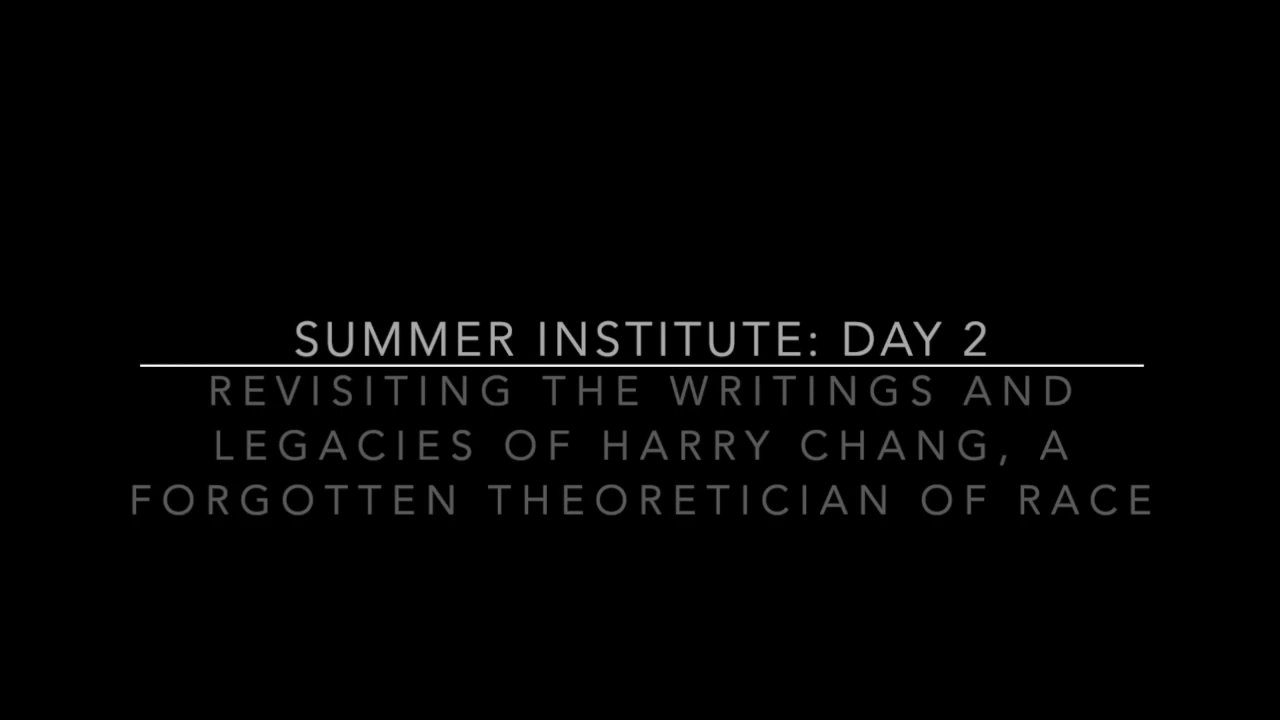 SUMMER INSTITUTE: DAY 2
REVISITING THE WRITINGS AND
LEGACIES OF HARRY CHANG, A
FORGOTTEN THEORETICIAN OF RACE